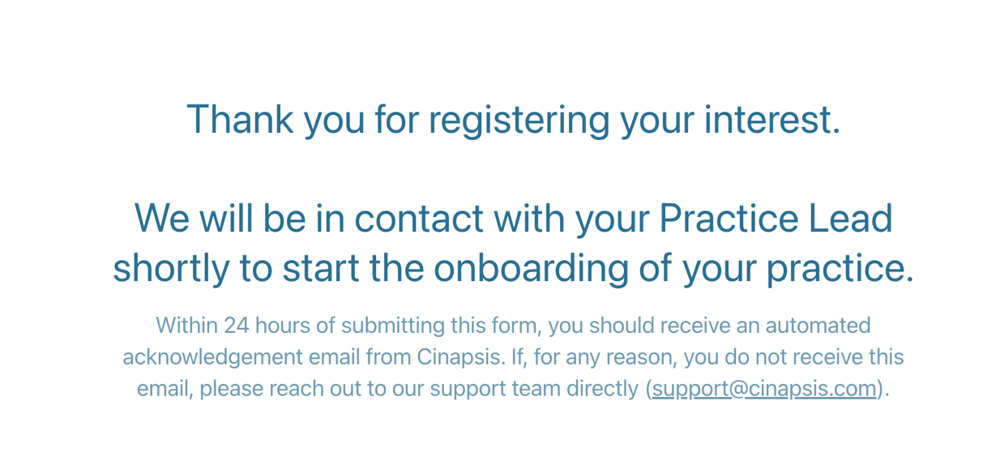 Thank you for registering your interest.
We will be in contact with your Practice Lead
shortly to start the onboarding of your practice.
Within 24 hours of submitting this form, you should receive an automated
acknowledgement email from Cinapsis. If, for any reason, you do not receive this
email, please reach out to our support team directly (support@cinapsis.com).